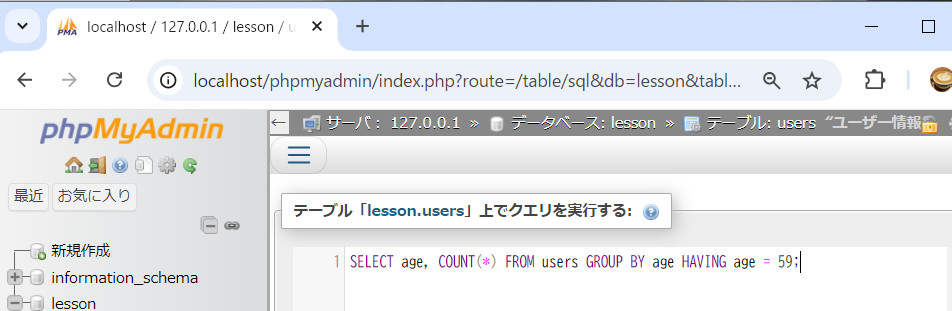 localhost / 127.0.0.1 / lesson / u
localhost/phpmyadmin/index.php?route=/table/sql&db=lesson&tabl...
phpMyAdmin
サーバ： 127.0.0.1 » データベース: lesson » テーブル: users “ユーザー情報
最近 お気に入り
テーブル「lesson.users」上でクエリを実行する:
新規作成
1 SELECT age, COUNT(*) FROM users GROUP BY age HAVING age = 59;
information_schema
lesson